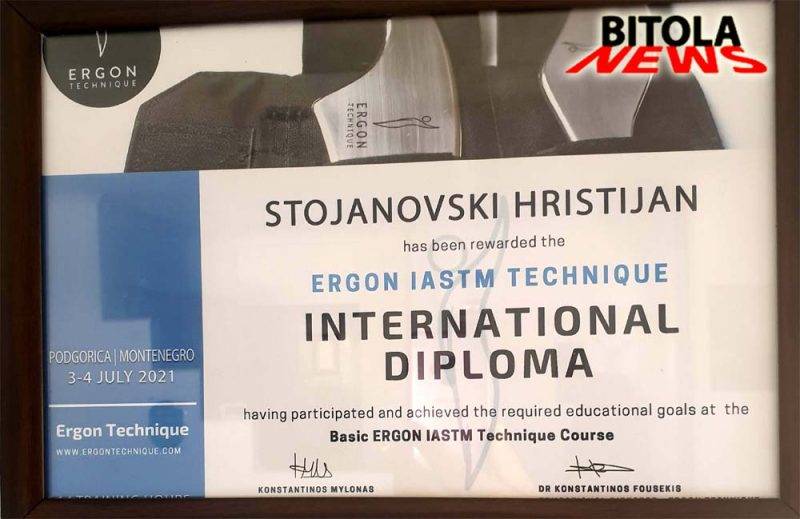 BITOLA
NEWS
ERGON
TECHNIQUE
ERGON
TECHNIQUE
STOJANOVSKI HRISTIJAN
has been rewarded the
ERGON IASTM TECHNIQUE
INTERNATIONAL
DIPLOMA
PODGORICA | MONTENEGRO
3-4 JULY 2021
Ergon Technique
WWW.ERGONTECHNIQUE.COM
having participated and achieved the required educational goals at the
Basic ERGON IASTM Technique Course
KONSTANTINOS MYLONAS
DR KONSTANTINOS FOUSEKIS